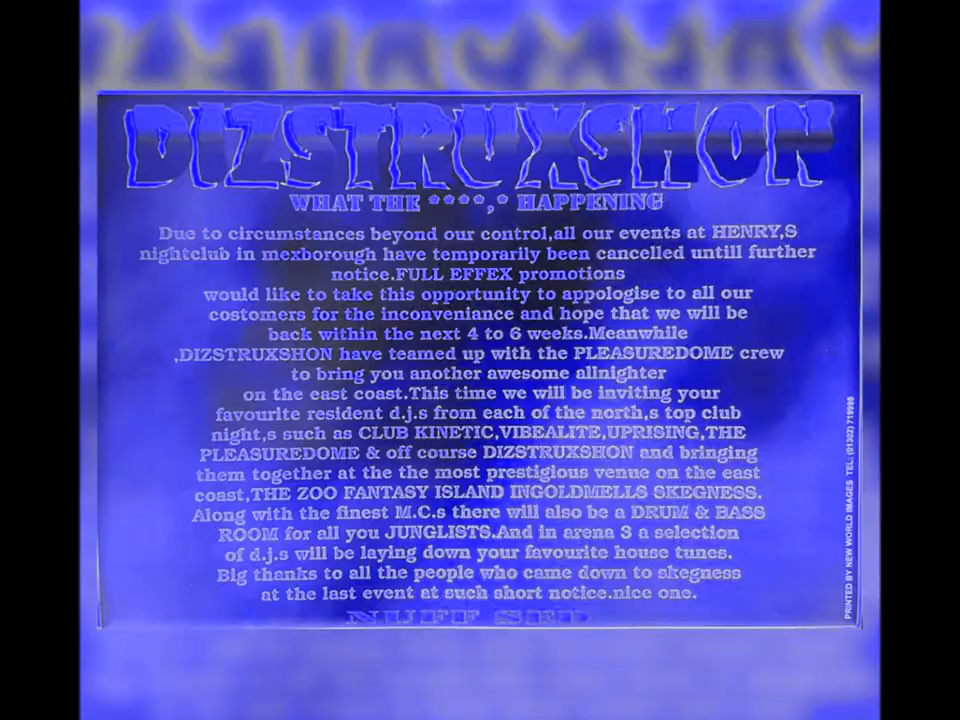 DIZSTRUXSHON
WHAT THE ****,* HAPPENING
Due to circumstances beyond our control,all our events at HENRY,S
nightclub in mexborough have temporarily been cancelled untill further
notice.FULL EFFEX promotions
would like to take this opportunity to appologise to all our
costomers for the inconveniance and hope that we will be
back within the next 4 to 6 weeks.Meanwhile
,DIZSTRUXSHON have teamed up with the PLEASUREDOME crew
to bring you another awesome allnighter
on the east coast.This time we will be inviting your
favourite resident d.j.s from each of the north,s top club
night,s such as CLUB KINETIC,VIBEALITE,UPRISING,THE
PLEASUREDOME & off course DIZSTRUXSHON and bringing
them together at the the most prestigious venue on the east
coast,THE ZOO FANTASY ISLAND INGOLDMELLS SKEGNESS.
Along with the finest M.C.s there will also be a DRUM & BASS
ROOM for all you JUNGLISTS.And in arena 3 a selection
of d.j.s will be laying down your favourite house tunes.
Big thanks to all the people who came down to skegness
at the last event at such short notice.nice one.
NUFF SED
PRINTED BY NEW WORLD IMAGES TEL: (01302) 719998